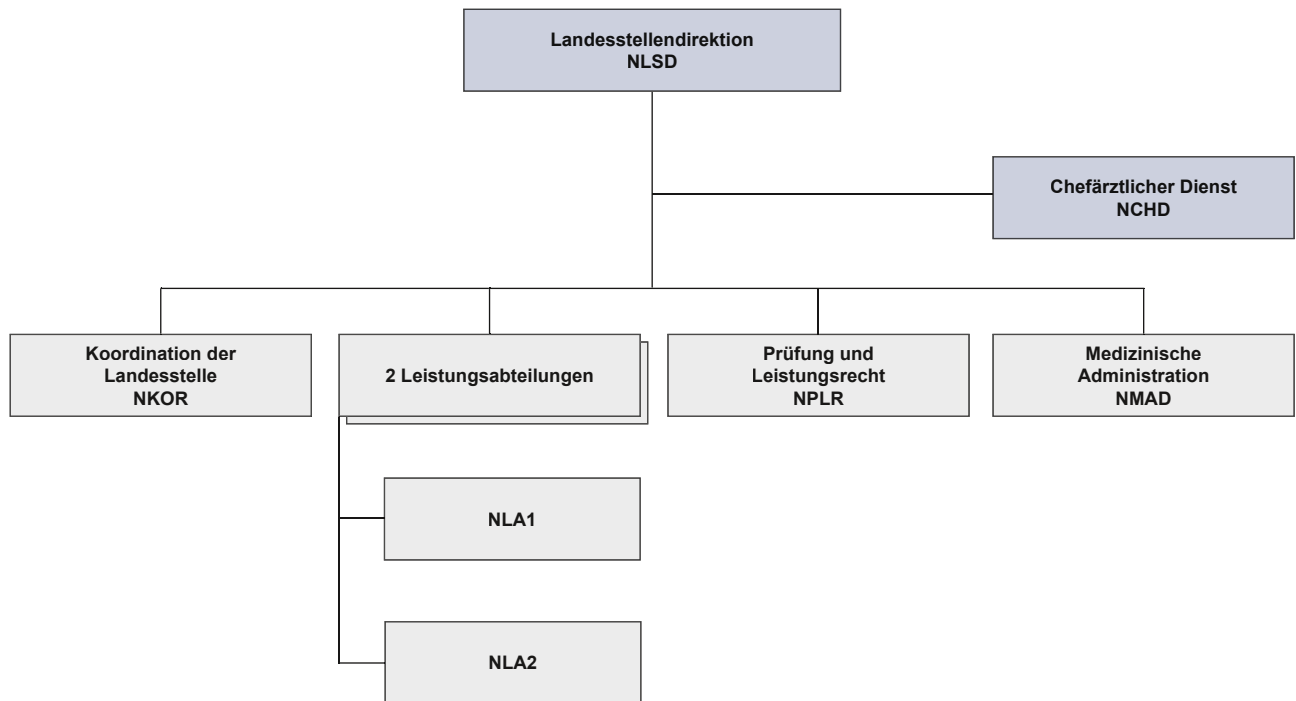 Landesstellendirektion
NLSD
Chefärztlicher Dienst
NCHD
Koordination der
Landesstelle
NKOR
2 Leistungsabteilungen
Prüfung und
Leistungsrecht
NPLR
Medizinische
Administration
NMAD
NLA1
NLA2